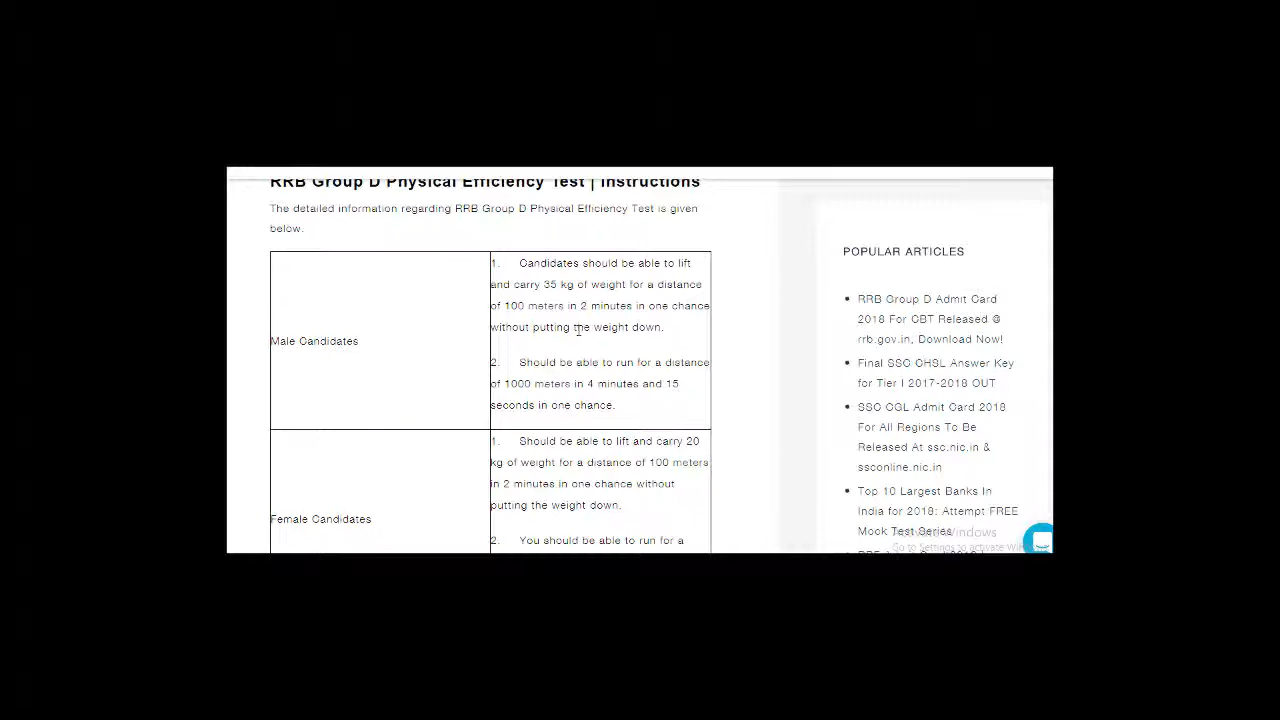 RRB Group D Physical Efficiency Test | Instructions
The detailed information regarding RRB Group D Physical Efficiency Test is given
below.
Male Candidates
1. Candidates should be able to lift
and carry 35 kg of weight for a distance
of 100 meters in 2 minutes in one chance
without putting the weight down.
2. Should be able to run for a distance
of 1000 meters in 4 minutes and 15
seconds in one chance.
Female Candidates
1. Should be able to lift and carry 20
kg of weight for a distance of 100 meters
in 2 minutes in one chance without
putting the weight down.
2. You should be able to run for a
POPULAR ARTICLES
RRB Group D Admit Card
2018 For CBT Released @
rrb.gov.in, Download Now!
Final SSC CHSL Answer Key
for Tier I 2017-2018 OUT
SSC CGL Admit Card 2018
For All Regions To Be
Released At ssc.nic.in &
ssconline.nic.in
Top 10 Largest Banks In
India for 2018: Attempt FREE
Mock Test Series
Activate Windows
Go to Settings to activate